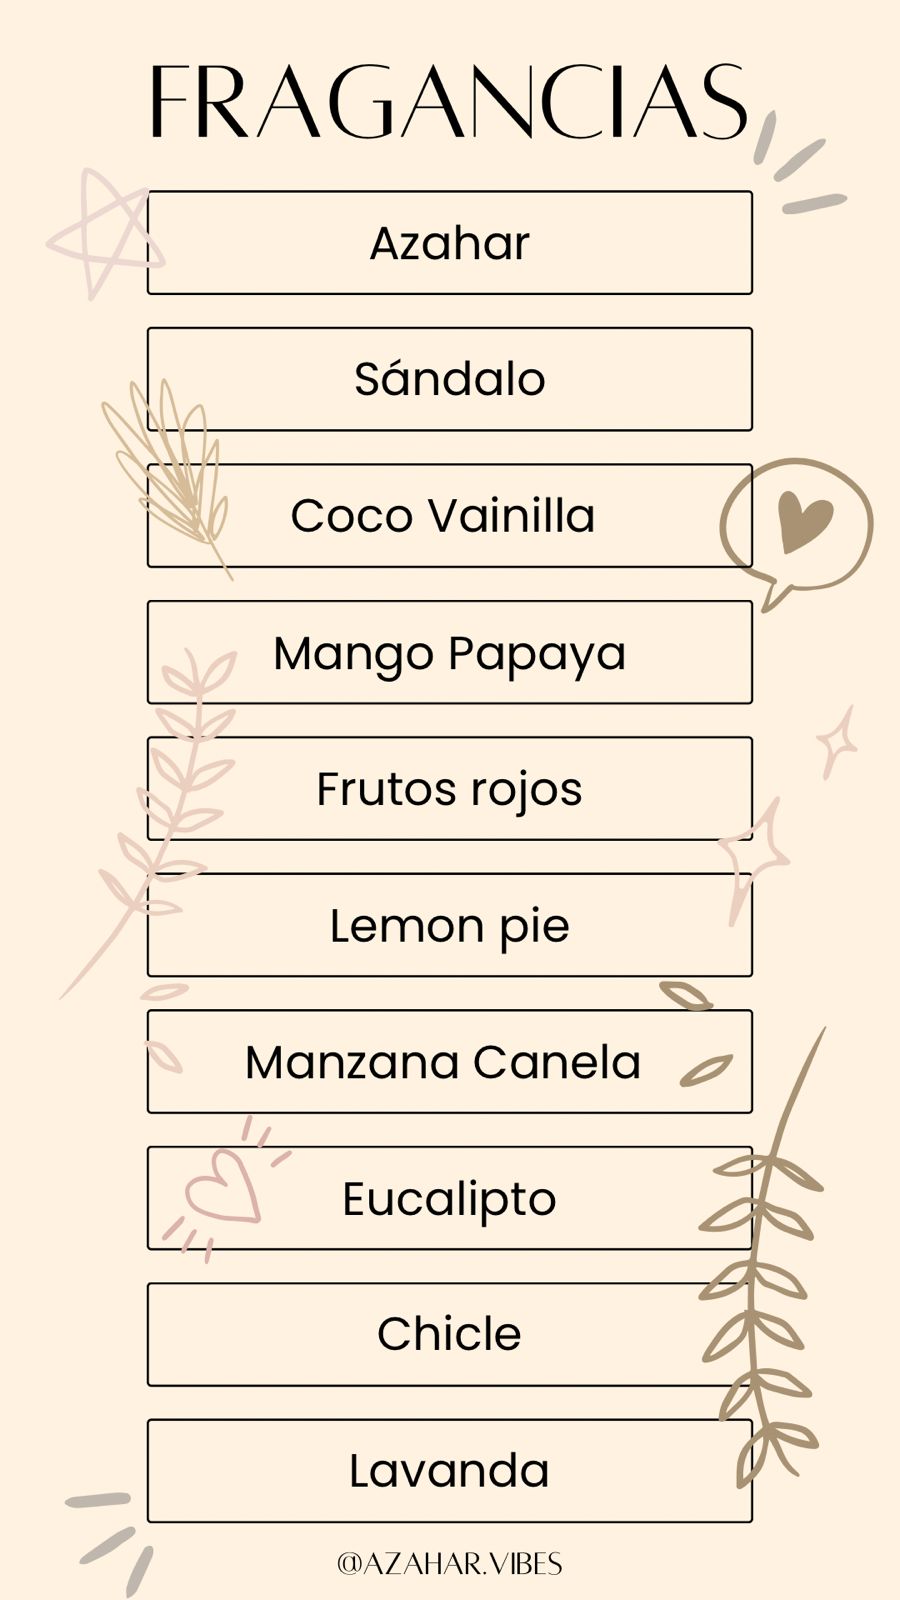 FRAGANCIAS
Azahar
Sándalo
Coco Vainilla
Mango Papaya
Frutos rojos
Lemon pie
Manzana Canela
Eucalipto
Chicle
Lavanda
@AZAHAR.VIBES